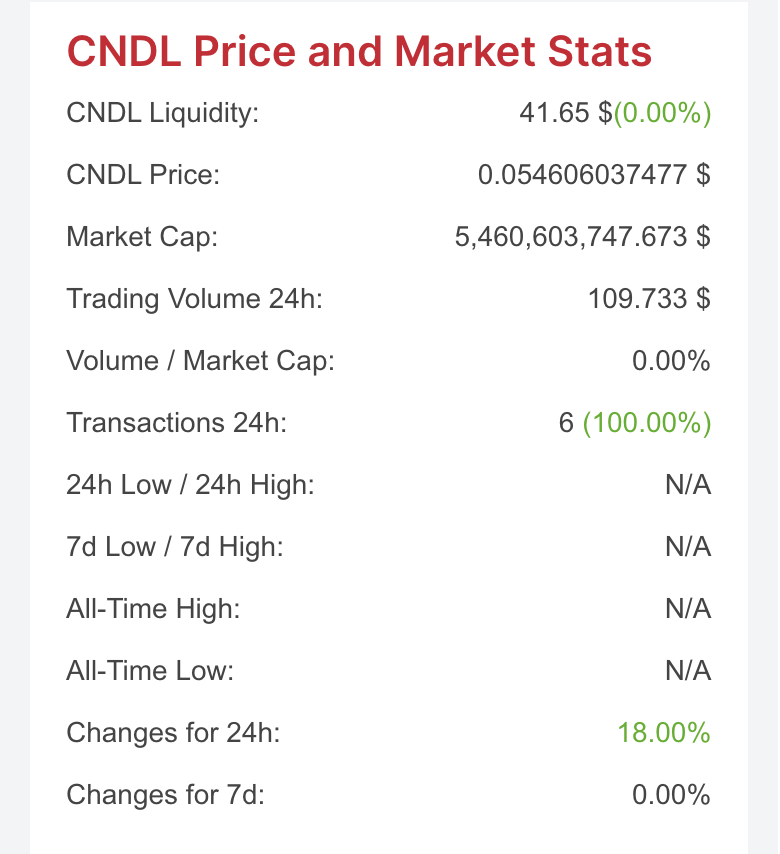 CNDL Price and Market Stats
CNDL Liquidity: 41.65 $(0.00%)
CNDL Price: 0.054606037477 $
Market Cap: 5,460,603,747.673 $
Trading Volume 24h: 109.733 $
Volume / Market Cap: 0.00%
Transactions 24h: 6 (100.00%)
24h Low / 24h High: N/A
7d Low / 7d High: N/A
All-Time High: N/A
All-Time Low: N/A
Changes for 24h: 18.00%
Changes for 7d: 0.00%